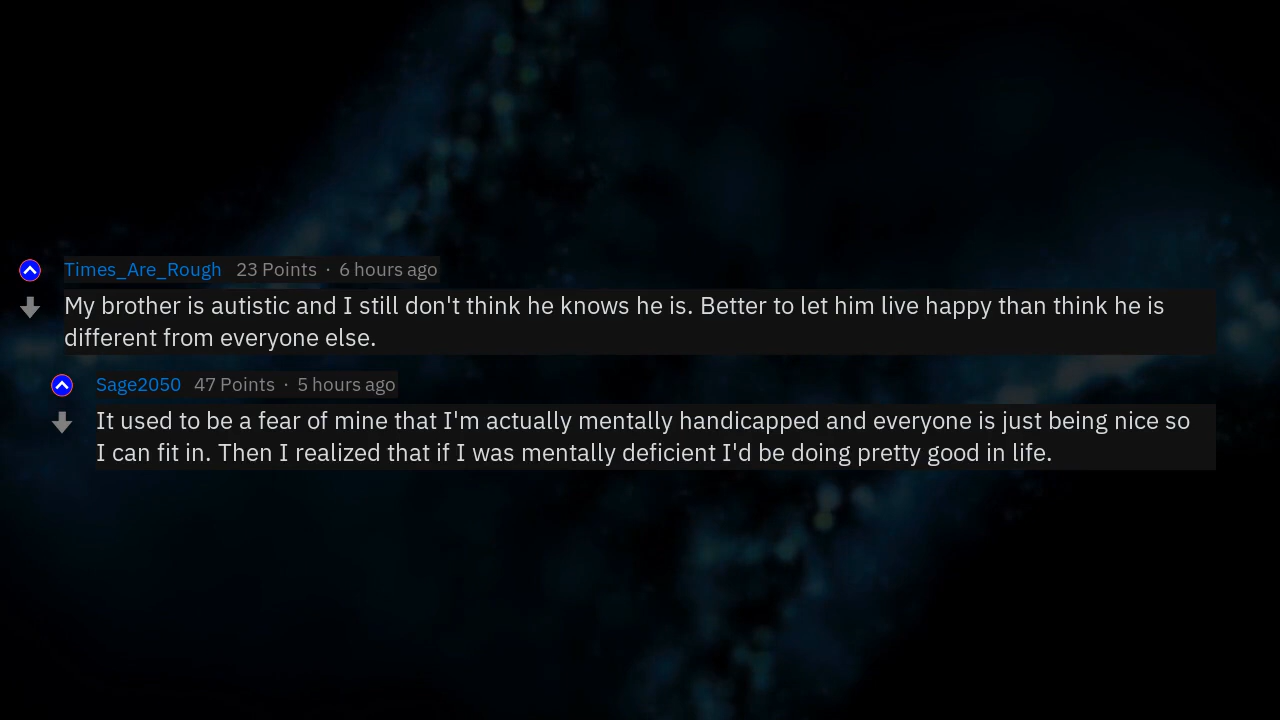 Times_Are_Rough 23 Points · 6 hours ago
My brother is autistic and I still don't think he knows he is. Better to let him live happy than think he is
different from everyone else.
Sage2050 47 Points · 5 hours ago
It used to be a fear of mine that I'm actually mentally handicapped and everyone is just being nice so
I can fit in. Then I realized that if I was mentally deficient I'd be doing pretty good in life.